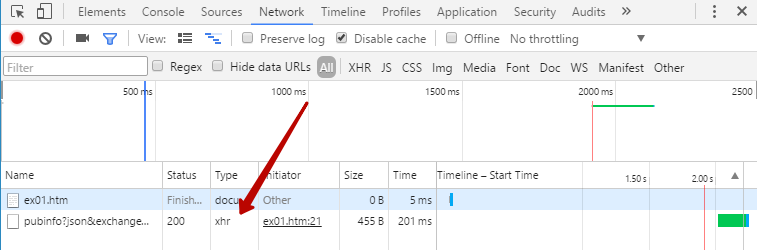 Elements Console Sources Network Timeline Profiles Application Security Audits
View: Preserve log Disable cache Offline No throttling
Filter Regex Hide data URLs All XHR JS CSS Img Media Font Doc WS Manifest Other
500 ms 1000 ms 1500 ms 2000 ms 2500
Name Status Type Initiator Size Time Timeline – Start Time 1.50 s 2.00 s
ex01.htm Finish... docu Other 0 B 5 ms
pubinfo?json&exchange... 200 xhr ex01.htm:21 455 B 201 ms